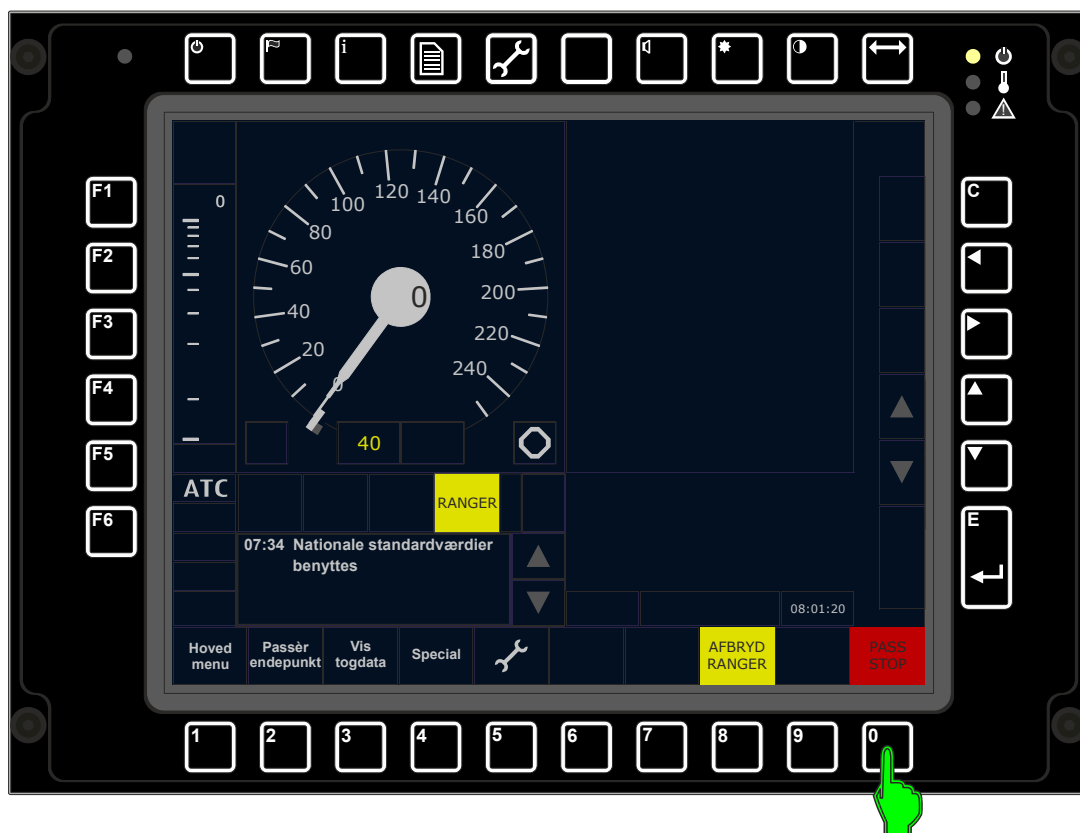 i
F1
F2
F3
F4
F5
F6
C
E
0
0
20
40
60
80
100
120
140
160
180
200
220
240
0
40
ATC
RANGER
07:34 Nationale standardværdier
benyttes
08:01:20
Hoved
menu
Passèr
endepunkt
Vis
togdata
Special
AFBRYD
RANGER
PASS
STOP
1
2
3
4
5
6
7
8
9
0